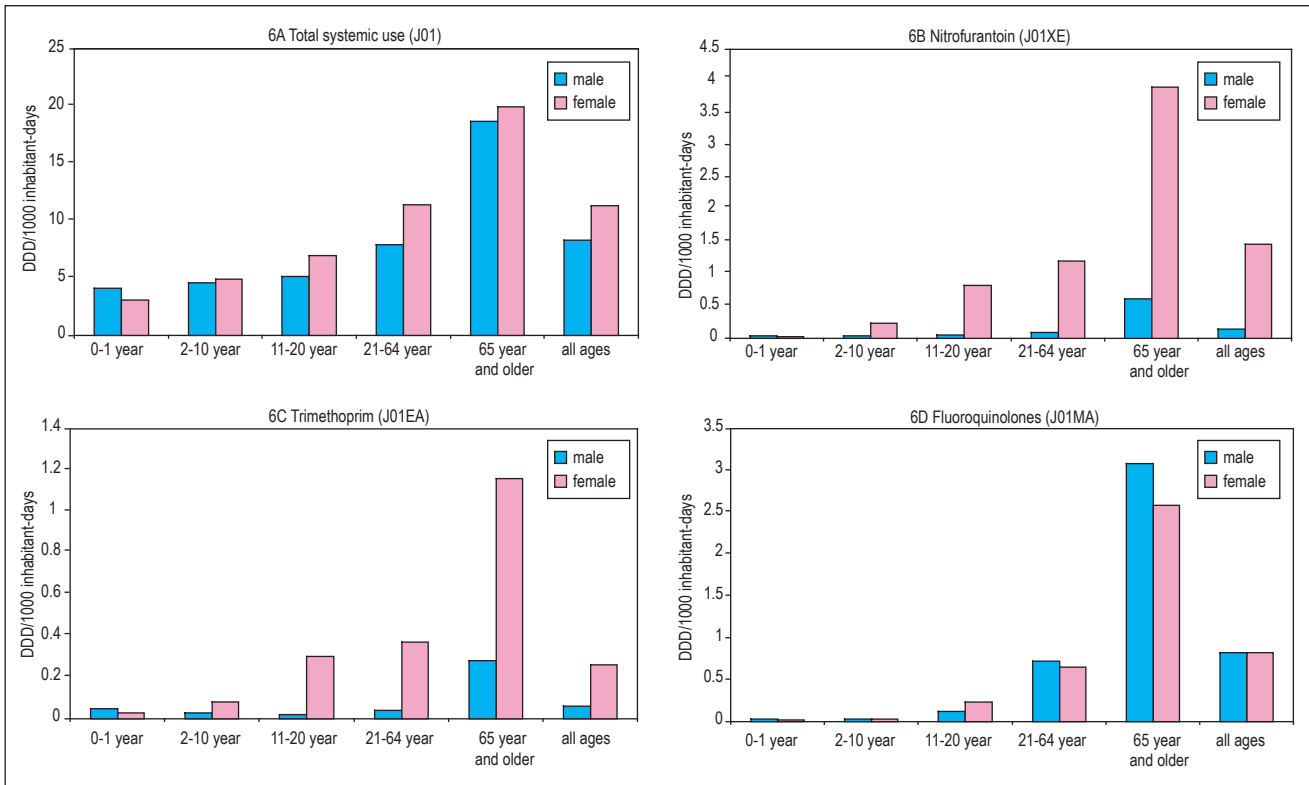 6A Total systemic use (J01)
DDD/1000 inhabitant-days
25
20
15
10
5
0
male
female
0-1 year
2-10 year
11-20 year
21-64 year
65 year
and older
all ages
6B Nitrofurantoin (J01XE)
DDD/1000 inhabitant-days
4.5
4
3.5
3
2.5
2
1.5
1
0.5
0
male
female
0-1 year
2-10 year
11-20 year
21-64 year
65 year
and older
all ages
6C Trimethoprim (J01EA)
DDD/1000 inhabitant-days
1.4
1.2
1
0.8
0.6
0.4
0.2
0
male
female
0-1 year
2-10 year
11-20 year
21-64 year
65 year
and older
all ages
6D Fluoroquinolones (J01MA)
DDD/1000 inhabitant-days
3.5
3
2.5
2
1.5
1
0.5
0
male
female
0-1 year
2-10 year
11-20 year
21-64 year
65 year
and older
all ages